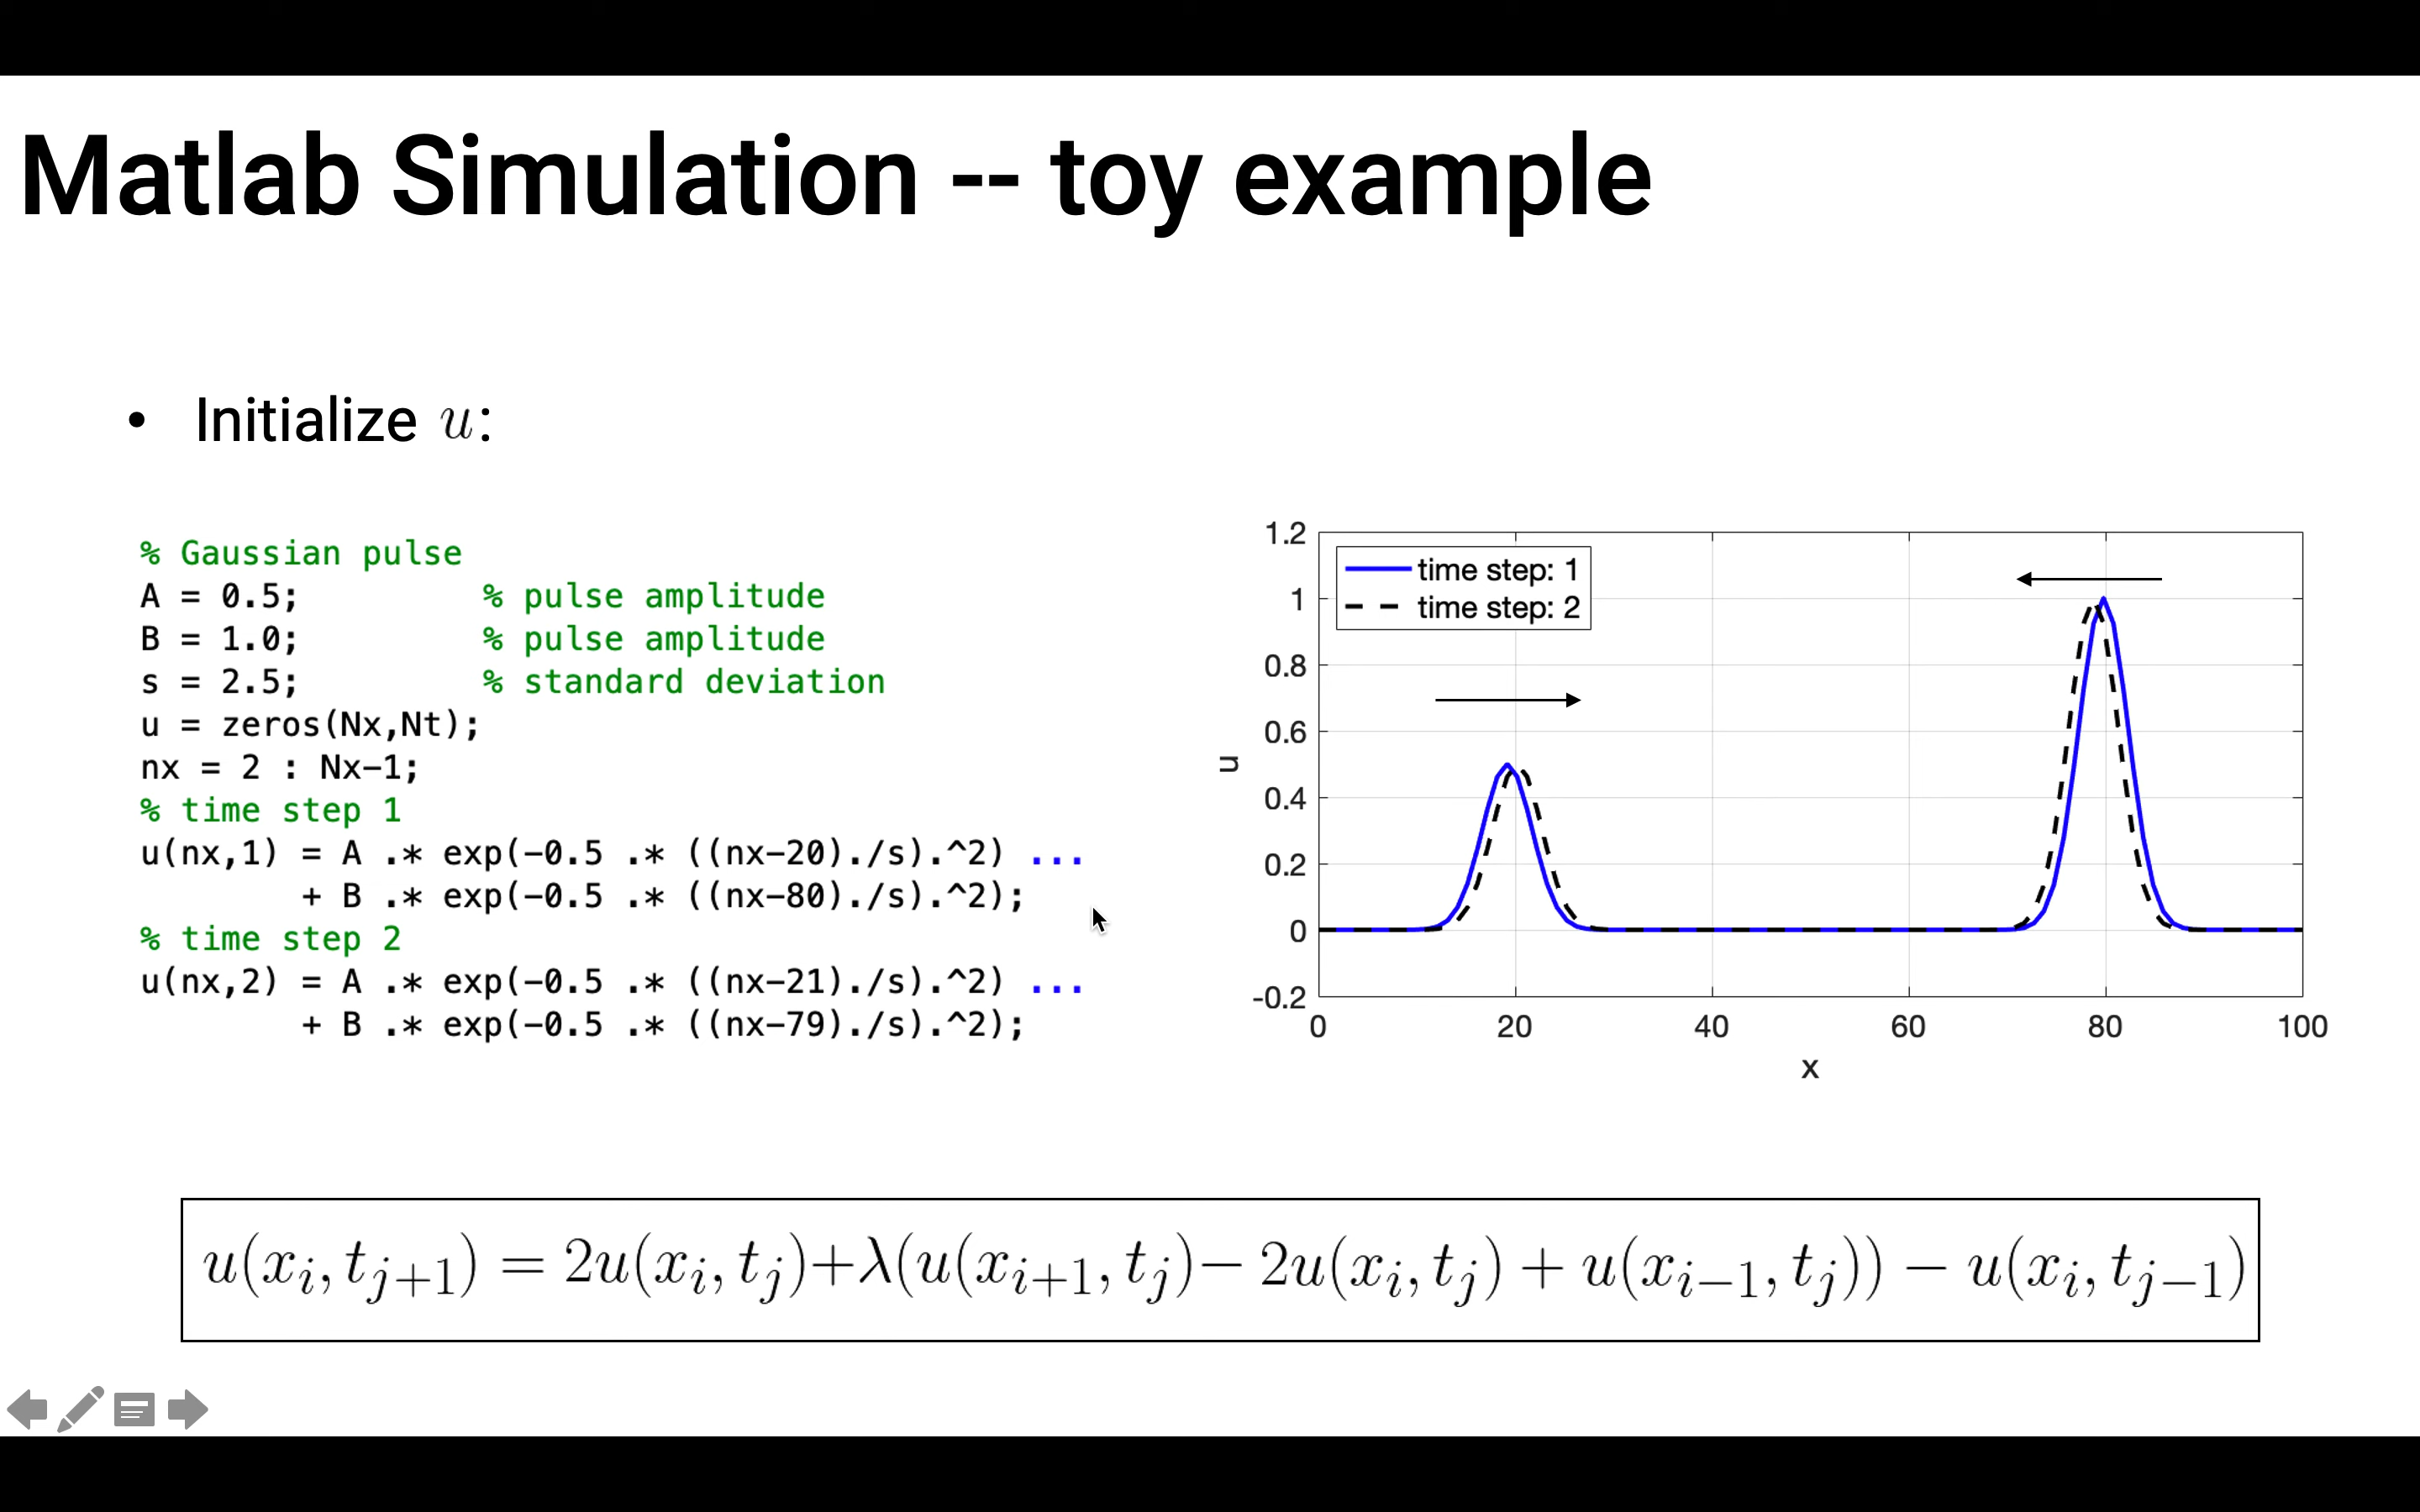 Matlab Simulation -- toy example
• Initialize u:
% Gaussian pulse
A = 0.5; % pulse amplitude
B = 1.0; % pulse amplitude
s = 2.5; % standard deviation
u = zeros(Nx,Nt);
nx = 2 : Nx-1;
% time step 1
u(nx,1) = A .* exp(-0.5 .* ((nx-20)./s).^2) ...
+ B .* exp(-0.5 .* ((nx-80)./s).^2);
% time step 2
u(nx,2) = A .* exp(-0.5 .* ((nx-21)./s).^2) ...
+ B .* exp(-0.5 .* ((nx-79)./s).^2);
time step: 1
time step: 2
1.2
1
0.8
0.6
0.4
0.2
0
-0.2
u
0 20 40 60 80 100
x
u(x_i, t_{j+1}) = 2u(x_i, t_j)+λ(u(x_{i+1}, t_j)− 2u(x_i, t_j) + u(x_{i−1}, t_j)) − u(x_i, t_{j−1})